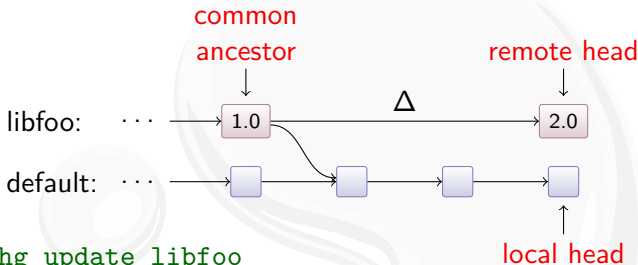 common
ancestor
remote head
libfoo: ··· 1.0 Δ 2.0
default: ···
hg update libfoo
local head